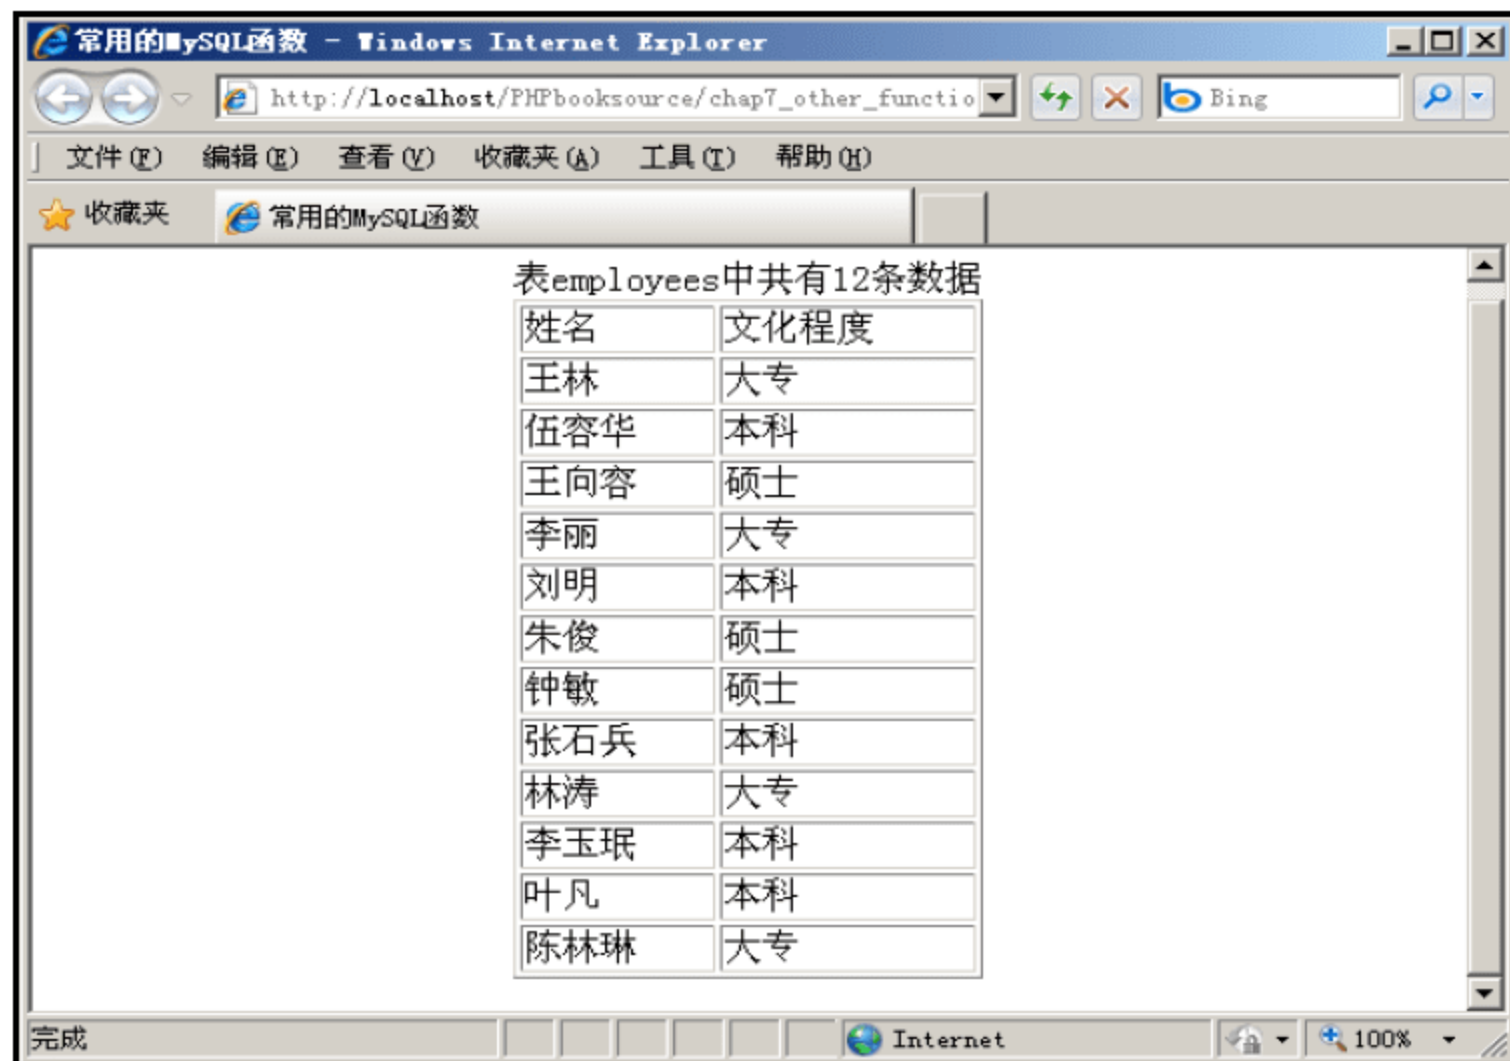 常用的MySQL函数 - Windows Internet Explorer
http://localhost/PHPbooksource/chap7_other_functio
Bing
文件(F) 编辑(E) 查看(V) 收藏夹(A) 工具(T) 帮助(H)
收藏夹 常用的MySQL函数
表employees中共有12条数据
姓名 文化程度
王林 大专
伍容华 本科
王向容 硕士
李丽 大专
刘明 本科
朱俊 硕士
钟敏 硕士
张石兵 本科
林涛 大专
李玉珉 本科
叶凡 本科
陈林琳 大专
完成 Internet 100%